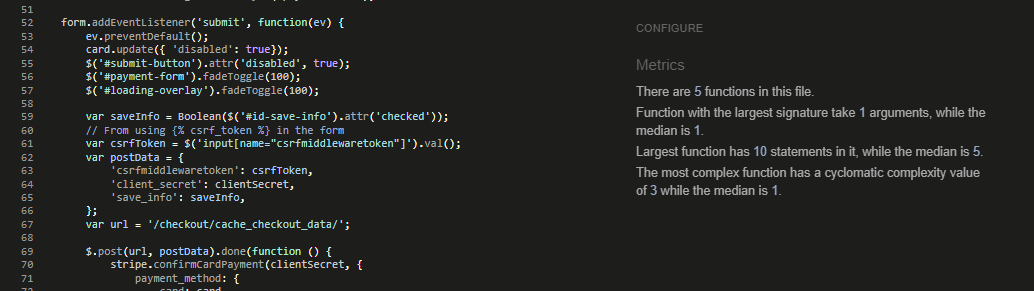 51
52 form.addEventListener('submit', function(ev) {
53 ev.preventDefault();
54 card.update({ 'disabled': true});
55 $('#submit-button').attr('disabled', true);
56 $('#payment-form').fadeToggle(100);
57 $('#loading-overlay').fadeToggle(100);
58
59 var saveInfo = Boolean($('#id-save-info').attr('checked'));
60 // From using {% csrf_token %} in the form
61 var csrfToken = $('input[name="csrfmiddlewaretoken"]').val();
62 var postData = {
63 'csrfmiddlewaretoken': csrfToken,
64 'client_secret': clientSecret,
65 'save_info': saveInfo,
66 };
67 var url = '/checkout/cache_checkout_data/';
68
69 $.post(url, postData).done(function () {
70 stripe.confirmCardPayment(clientSecret, {
71 payment_method: {
CONFIGURE
Metrics
There are 5 functions in this file.
Function with the largest signature take 1 arguments, while the
median is 1.
Largest function has 10 statements in it, while the median is 5.
The most complex function has a cyclomatic complexity value
of 3 while the median is 1.